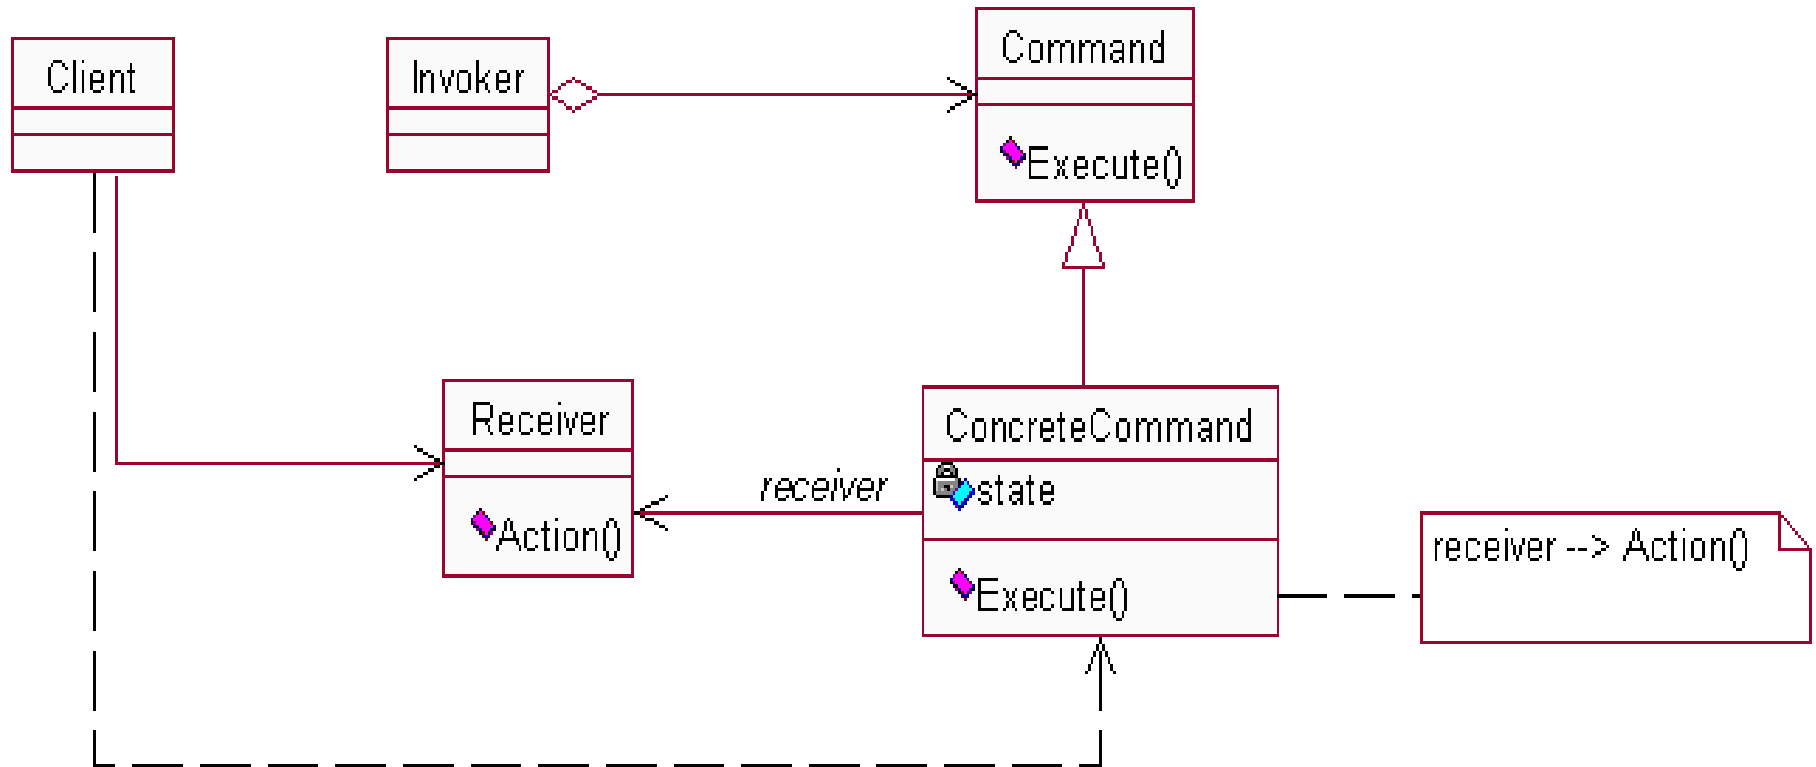 Client
Invoker
Command
Execute()
Receiver
Action()
receiver
ConcreteCommand
state
Execute()
receiver --> Action()